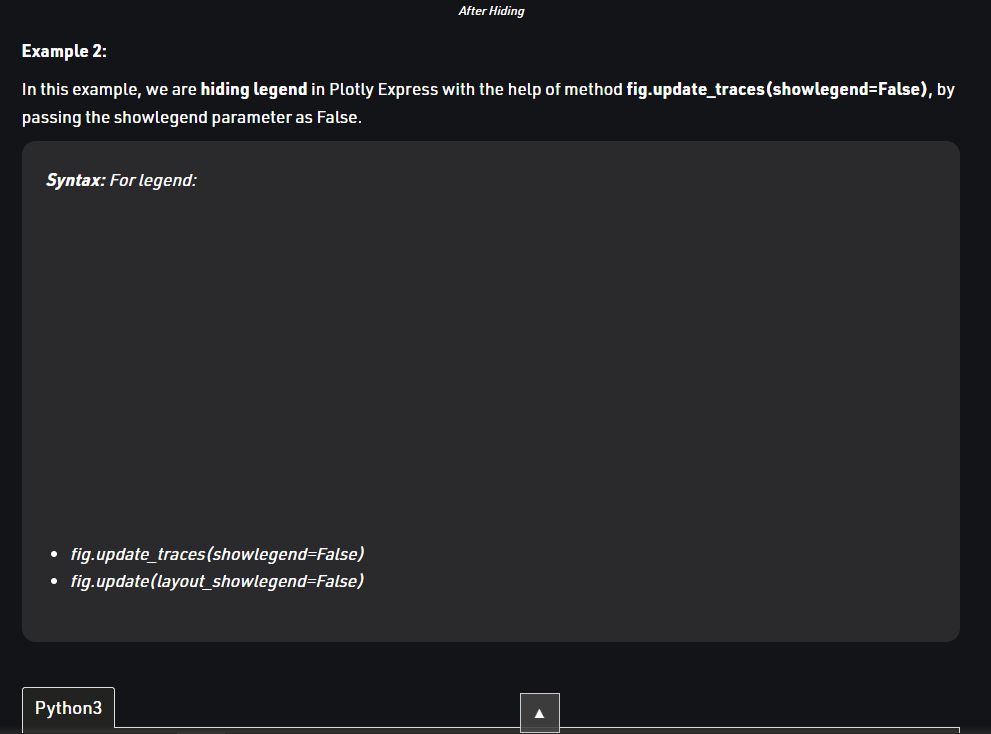 After Hiding
Example 2:
In this example, we are hiding legend in Plotly Express with the help of method fig.update_traces(showlegend=False), by
passing the showlegend parameter as False.
Syntax: For legend:
• fig.update_traces(showlegend=False)
• fig.update(layout_showlegend=False)
Python3